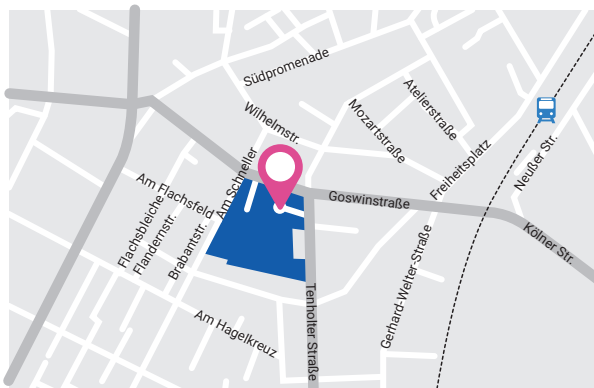 Südpromenade
Wilhelmstr.
Mozartstraße
Atelierstraße
Freiheitsplatz
Neußer Str.
Am Schneller
Am Flachsfeld
Goswinstraße
Flachsbleiche
Flandernstr.
Brabantstr.
Kölner Str.
Gerhard-Welter-Straße
Tenholter Straße
Am Hagelkreuz